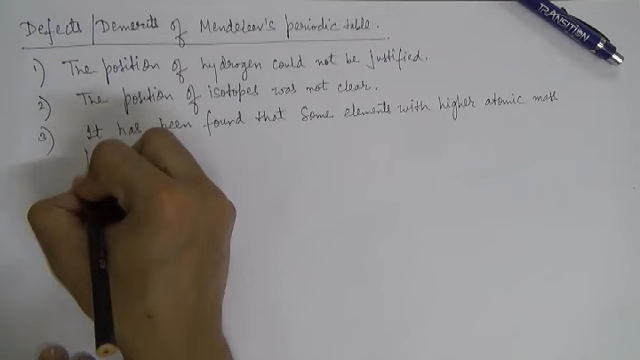 Defects / Demerits of Mendeleev's periodic table.
1) The position of hydrogen could not be justified.
2) The position of isotopes was not clear.
3) It has been found that some elements with higher atomic mass
TRANSITION